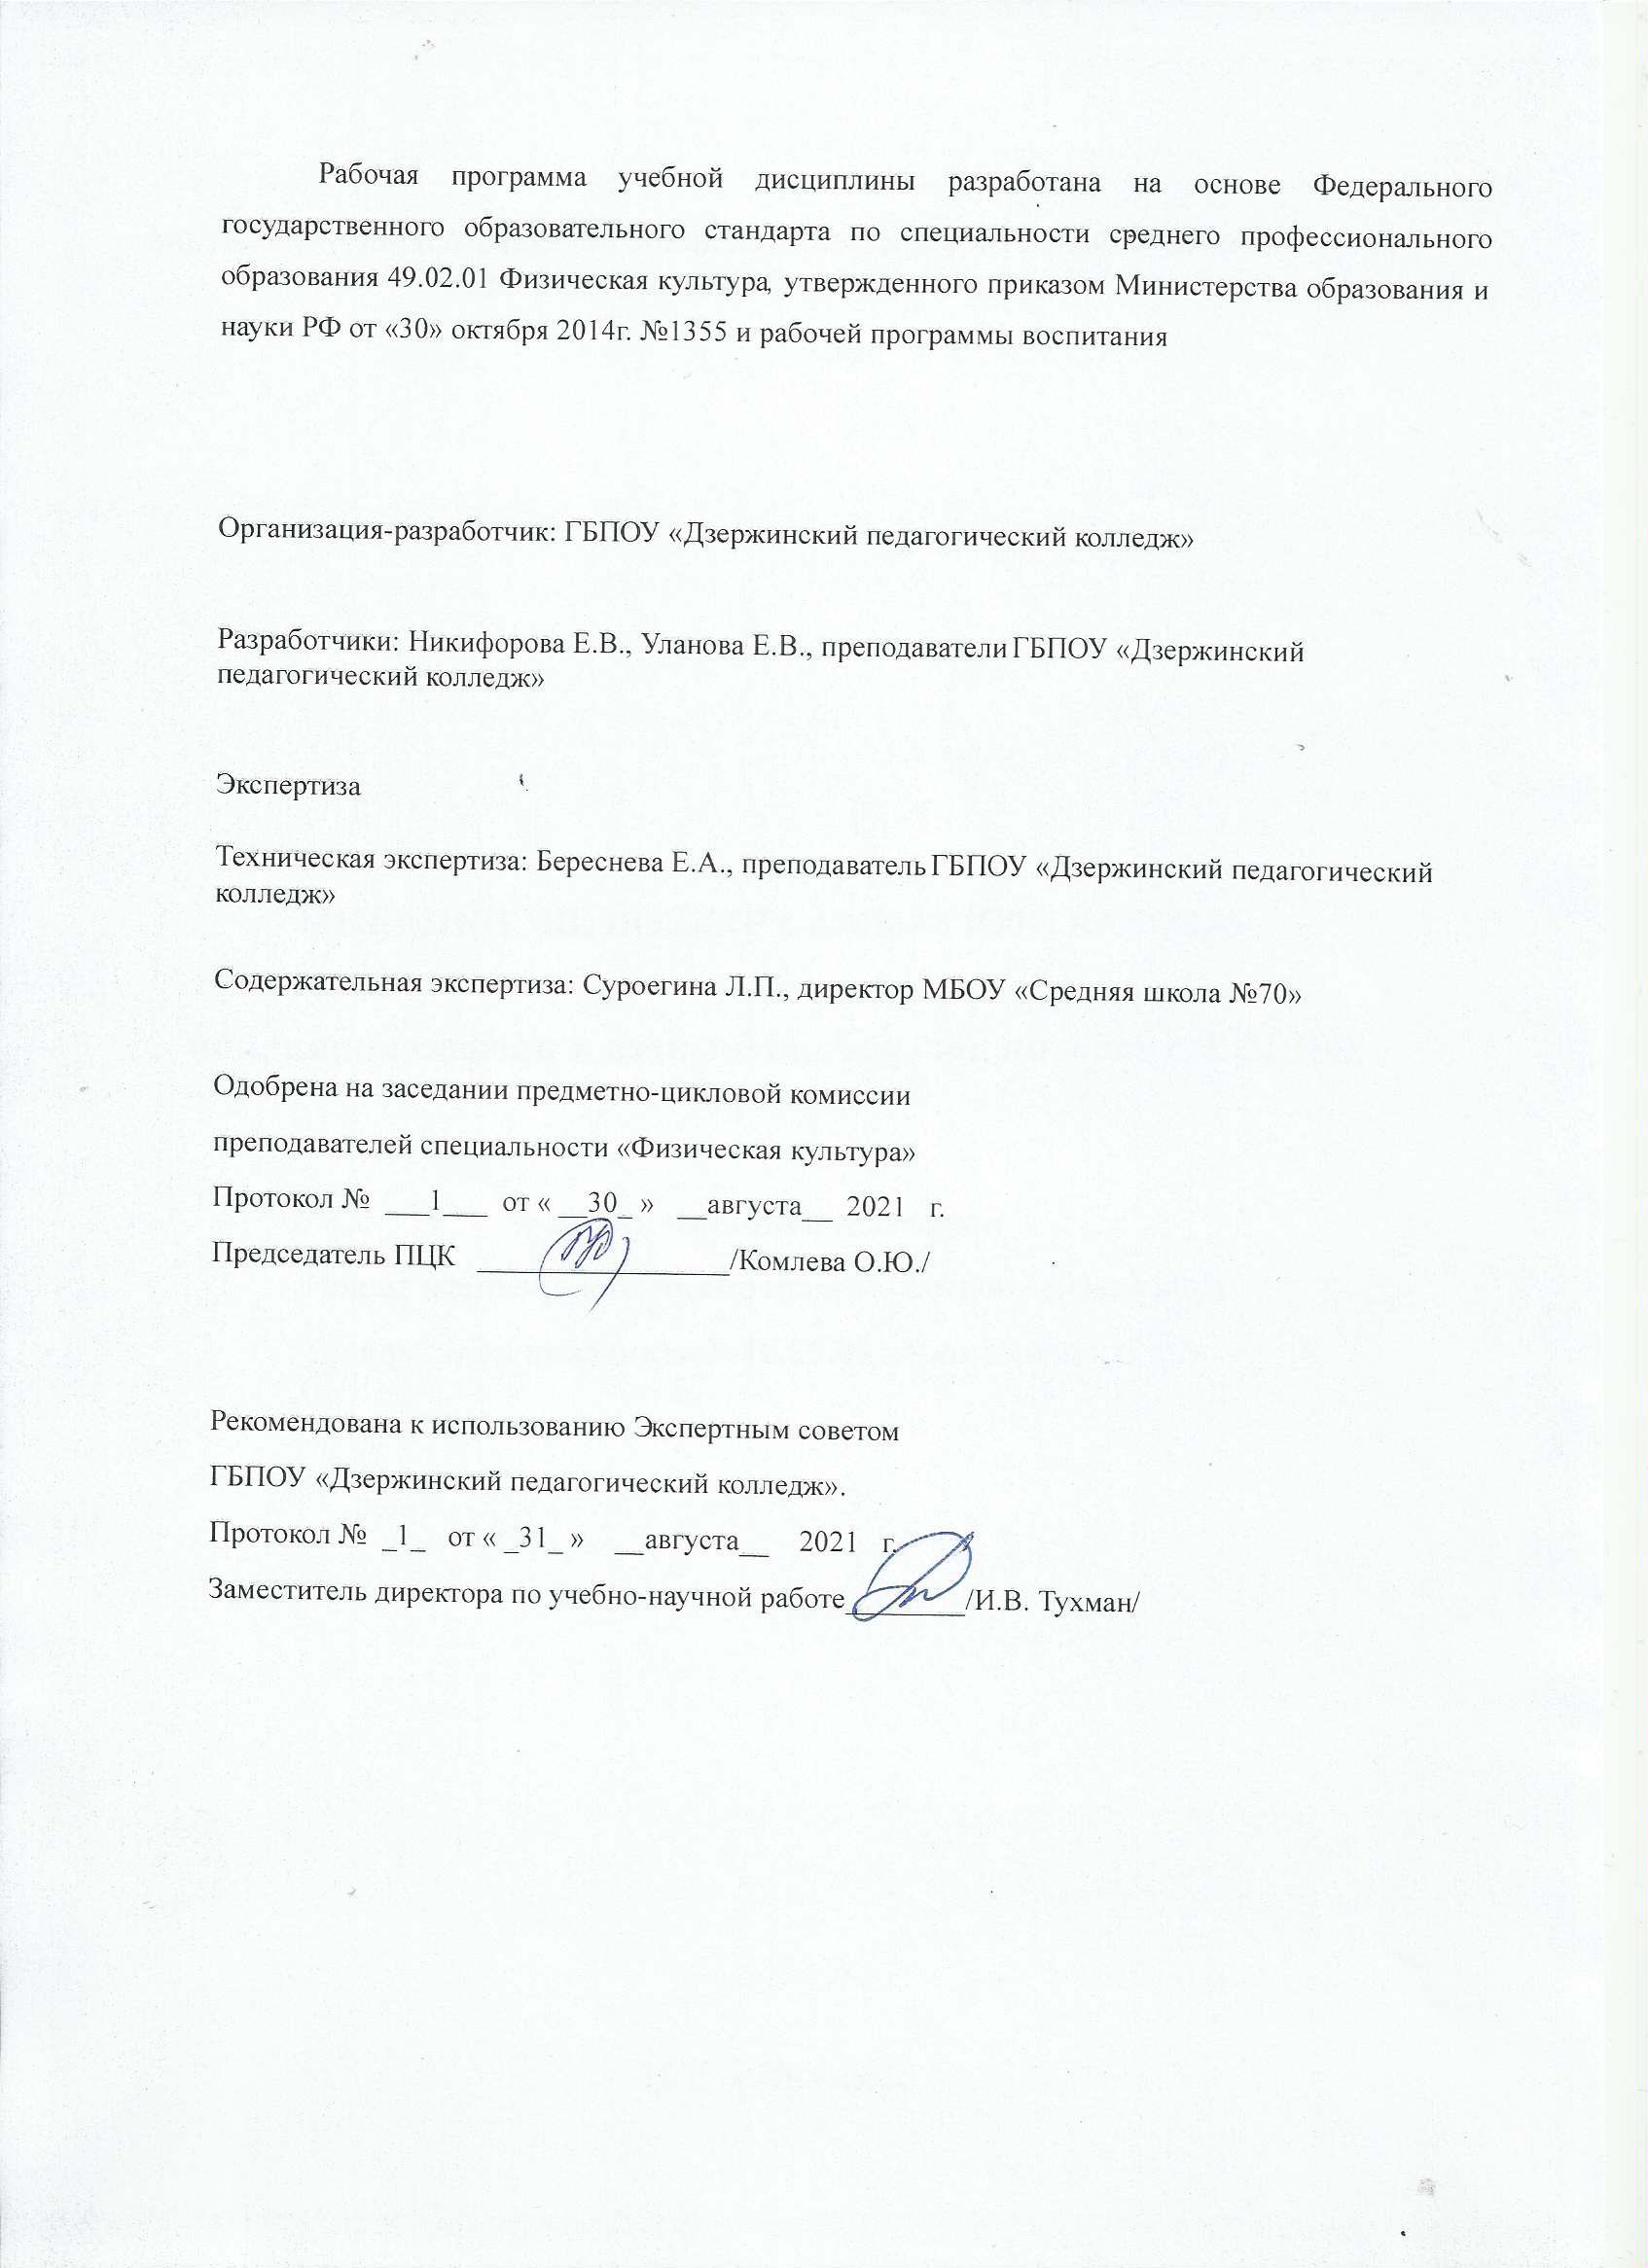 Рабочая программа учебной дисциплины разработана на основе Федерального
государственного образовательного стандарта по специальности среднего профессионального
образования 49.02.01 Физическая культура, утвержденного приказом Министерства образования и
науки РФ от «30» октября 2014г. №1355 и рабочей программы воспитания
Организация-разработчик: ГБПОУ «Дзержинский педагогический колледж»
Разработчики: Никифорова Е.В., Уланова Е.В., преподаватели ГБПОУ «Дзержинский
педагогический колледж»
Экспертиза
Техническая экспертиза: Береснева Е.А., преподаватель ГБПОУ «Дзержинский педагогический
колледж»
Содержательная экспертиза: Суроегина Л.П., директор МБОУ «Средняя школа №70»
Одобрена на заседании предметно-цикловой комиссии
преподавателей специальности «Физическая культура»
Протокол № ___1___ от « __30_ » __августа__ 2021 г.
Председатель ПЦК _________________/Комлева О.Ю./
Рекомендована к использованию Экспертным советом
ГБПОУ «Дзержинский педагогический колледж».
Протокол № _1_ от « _31_ » __августа__ 2021 г.
Заместитель директора по учебно-научной работе________/И.В. Тухман/